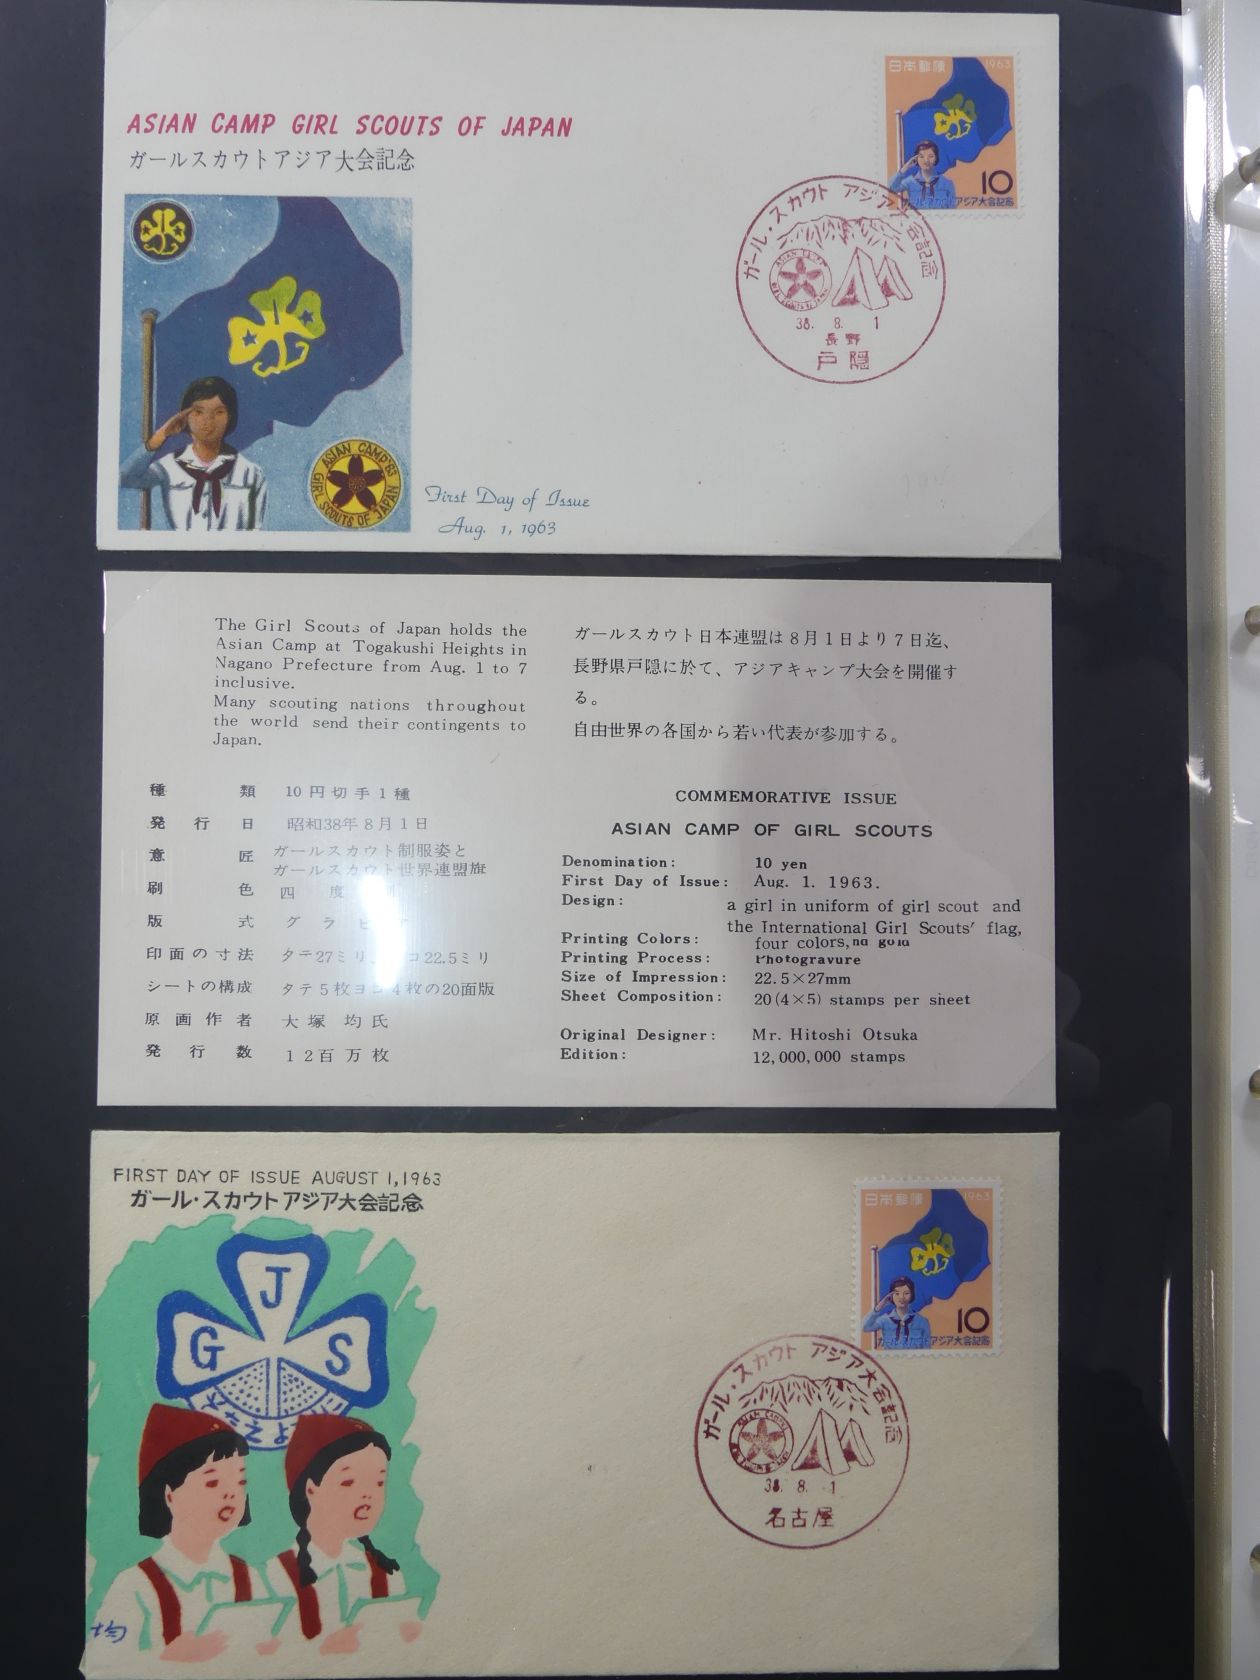 ASIAN CAMP GIRL SCOUTS OF JAPAN
ガールスカウトアジア大会記念
ASIAN CAMP '63
GIRL SCOUTS OF JAPAN
First Day of Issue
Aug. 1, 1963
日本郵便 1963
10
ガールスカウトアジア大会記念
ガール・スカウト アジア大会記念
38. 8. 1
長野
戸隠
The Girl Scouts of Japan holds the
Asian Camp at Togakushi Heights in
Nagano Prefecture from Aug. 1 to 7
inclusive.
Many scouting nations throughout
the world send their contingents to
Japan.
ガールスカウト日本連盟は8月1日より7日迄、
長野県戸隠に於て、アジアキャンプ大会を開催す
る。
自由世界の各国から若い代表が参加する。
種類 10円切手1種
発行日 昭和38年8月1日
意匠 ガールスカウト制服姿と
ガールスカウト世界連盟旗
刷色 四度
版式 グラビア
印面の寸法 タテ27ミリ 22.5ミリ
シートの構成 タテ5枚ヨコ4枚の20面版
原画作者 大塚均氏
発行数 12百万枚
COMMEMORATIVE ISSUE
ASIAN CAMP OF GIRL SCOUTS
Denomination: 10 yen
First Day of Issue: Aug. 1. 1963.
Design: a girl in uniform of girl scout and
the International Girl Scouts' flag,
Printing Colors: four colors,
Printing Process: Photogravure
Size of Impression: 22.5×27mm
Sheet Composition: 20 (4×5) stamps per sheet
Original Designer: Mr. Hitoshi Otsuka
Edition: 12,000,000 stamps
FIRST DAY OF ISSUE AUGUST 1, 1963
ガール・スカウトアジア大会記念
J
G S
均
日本郵便 1963
10
ガールスカウトアジア大会記念
ガール・スカウト アジア大会記念
38. 8. 1
名古屋